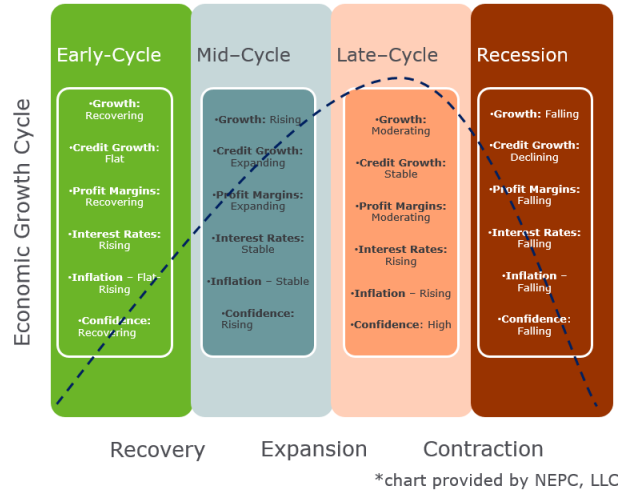 Economic Growth Cycle
Early-Cycle
•Growth:
Recovering
•Credit Growth:
Flat
•Profit Margins:
Recovering
•Interest Rates:
Rising
•Inflation – Flat-
Rising
•Confidence:
Recovering
Mid–Cycle
•Growth: Rising
•Credit Growth:
Expanding
•Profit Margins:
Expanding
•Interest Rates:
Stable
•Inflation – Stable
•Confidence:
Rising
Late–Cycle
•Growth:
Moderating
•Credit Growth:
Stable
•Profit Margins:
Moderating
•Interest Rates:
Rising
•Inflation – Rising
•Confidence: High
Recession
•Growth: Falling
•Credit Growth:
Declining
•Profit Margins:
Falling
•Interest Rates:
Falling
•Inflation –
Falling
•Confidence:
Falling
Recovery
Expansion
Contraction
*chart provided by NEPC, LLC